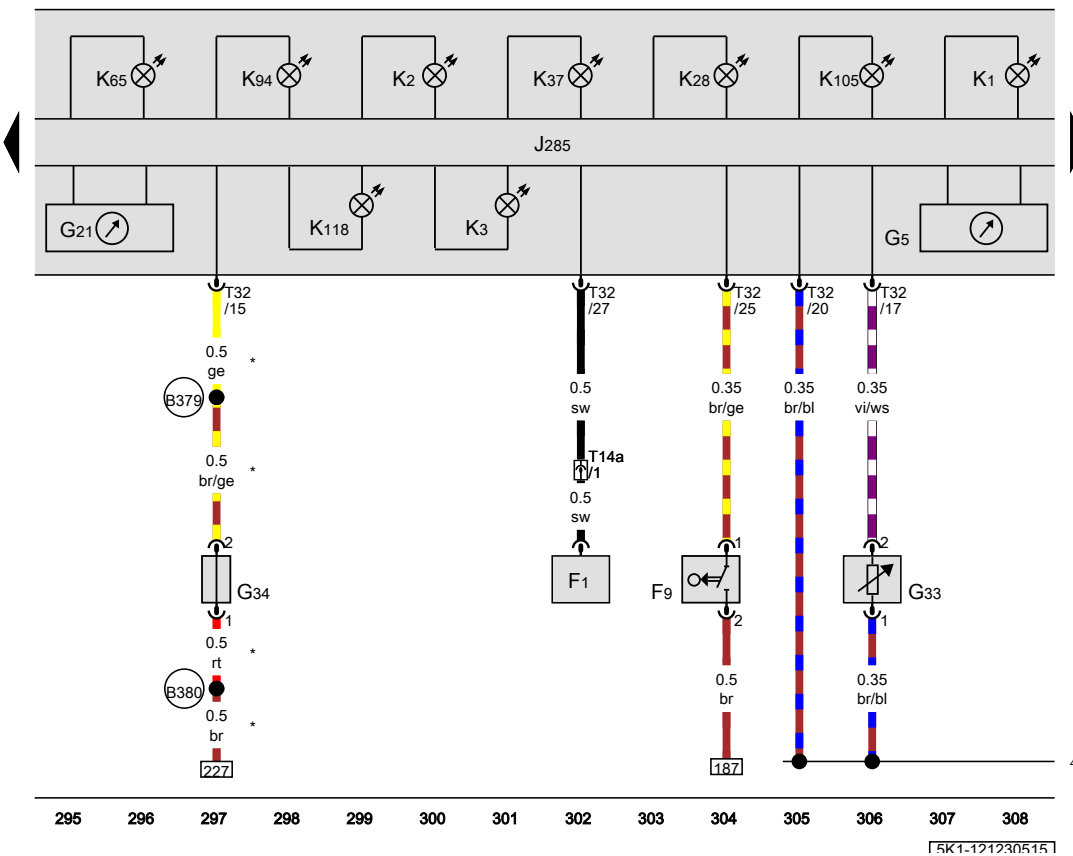 K65 K94 K2 K37 K28 K105 K1
J285
G21 K118 K3 G5
T32 T32 T32 T32 T32
/15 /27 /25 /20 /17
0.5 *
ge
0.5 0.35 0.35 0.35
sw br/ge br/bl vi/ws
B379
0.5 *
br/ge
T14a
/1
0.5
sw
2 1 2
G34 F1 F9 G33
1 2 1
0.5 *
rt
0.5 0.35
br br/bl
B380
0.5 *
br
227 187
295 296 297 298 299 300 301 302 303 304 305 306 307 308
5K1-121230515